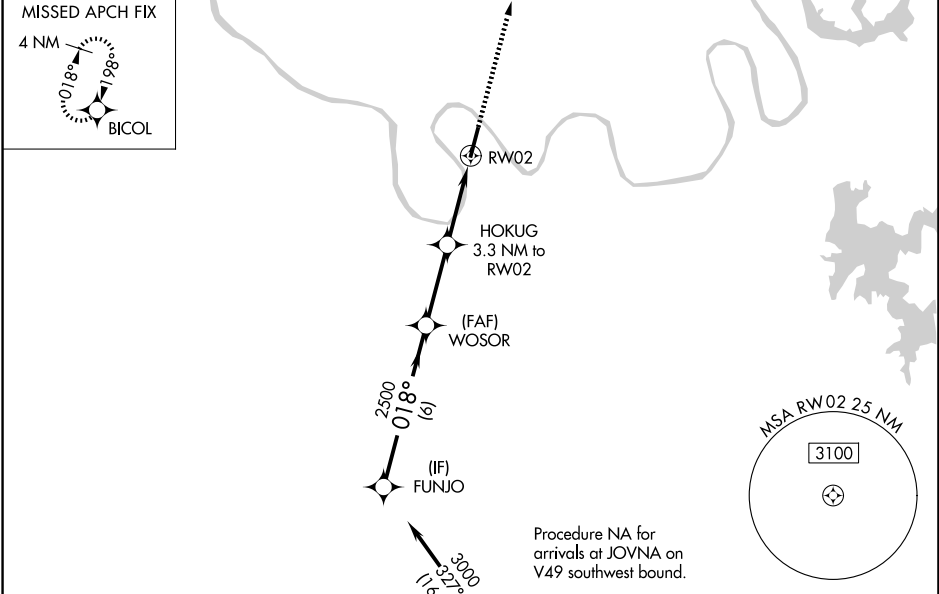 MISSED APCH FIX
4 NM
018°
198°
BICOL
RW02
HOKUG
3.3 NM to
RW02
(FAF)
WOSOR
2500
018°
(6)
(IF)
FUNJO
MSA RW02 25 NM
3100
Procedure NA for
arrivals at JOVNA on
V49 southwest bound.
3000
327°